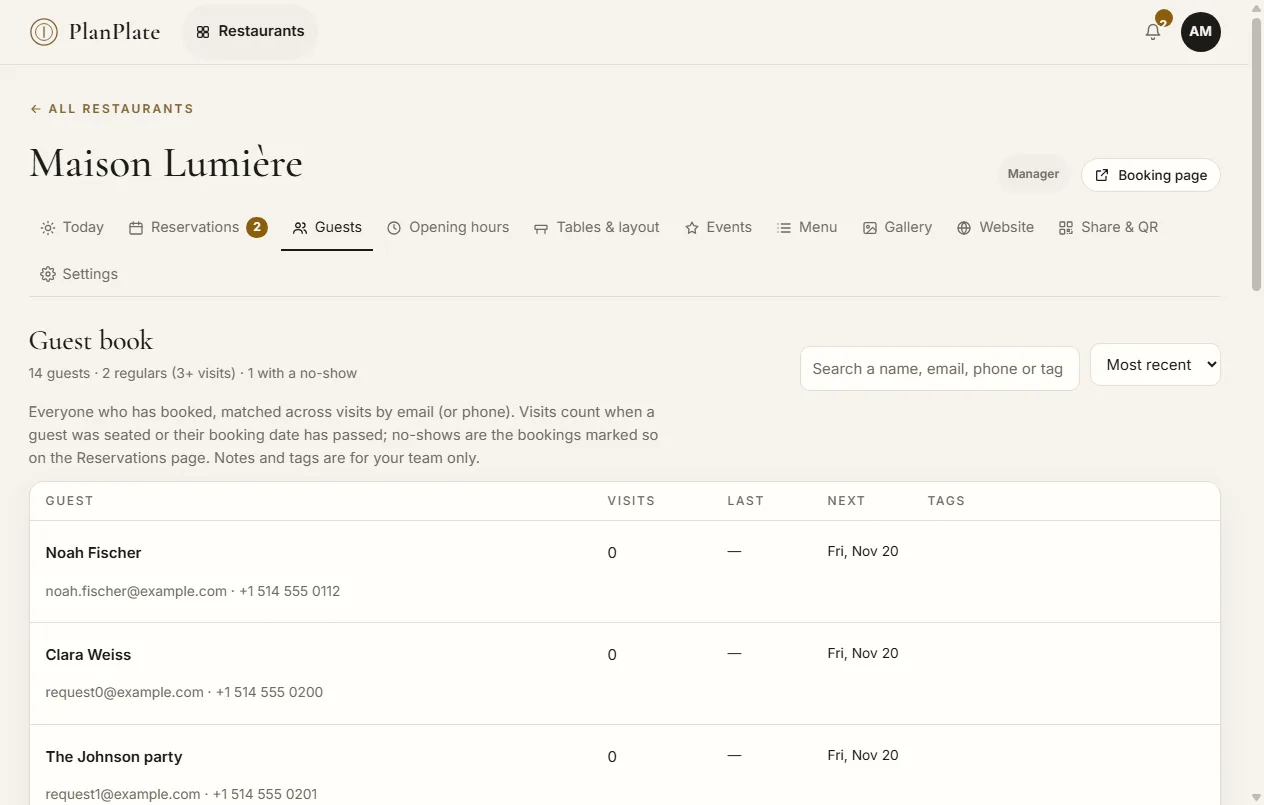 PlanPlate
Restaurants
2
AM
← ALL RESTAURANTS
Maison Lumière
Manager
Booking page
Today
Reservations 2
Guests
Opening hours
Tables & layout
Events
Menu
Gallery
Website
Share & QR
Settings
Guest book
14 guests · 2 regulars (3+ visits) · 1 with a no-show
Search a name, email, phone or tag
Most recent
Everyone who has booked, matched across visits by email (or phone). Visits count when a
guest was seated or their booking date has passed; no-shows are the bookings marked so
on the Reservations page. Notes and tags are for your team only.
GUEST VISITS LAST NEXT TAGS
Noah Fischer 0 — Fri, Nov 20
noah.fischer@example.com · +1 514 555 0112
Clara Weiss 0 — Fri, Nov 20
request0@example.com · +1 514 555 0200
The Johnson party 0 — Fri, Nov 20
request1@example.com · +1 514 555 0201